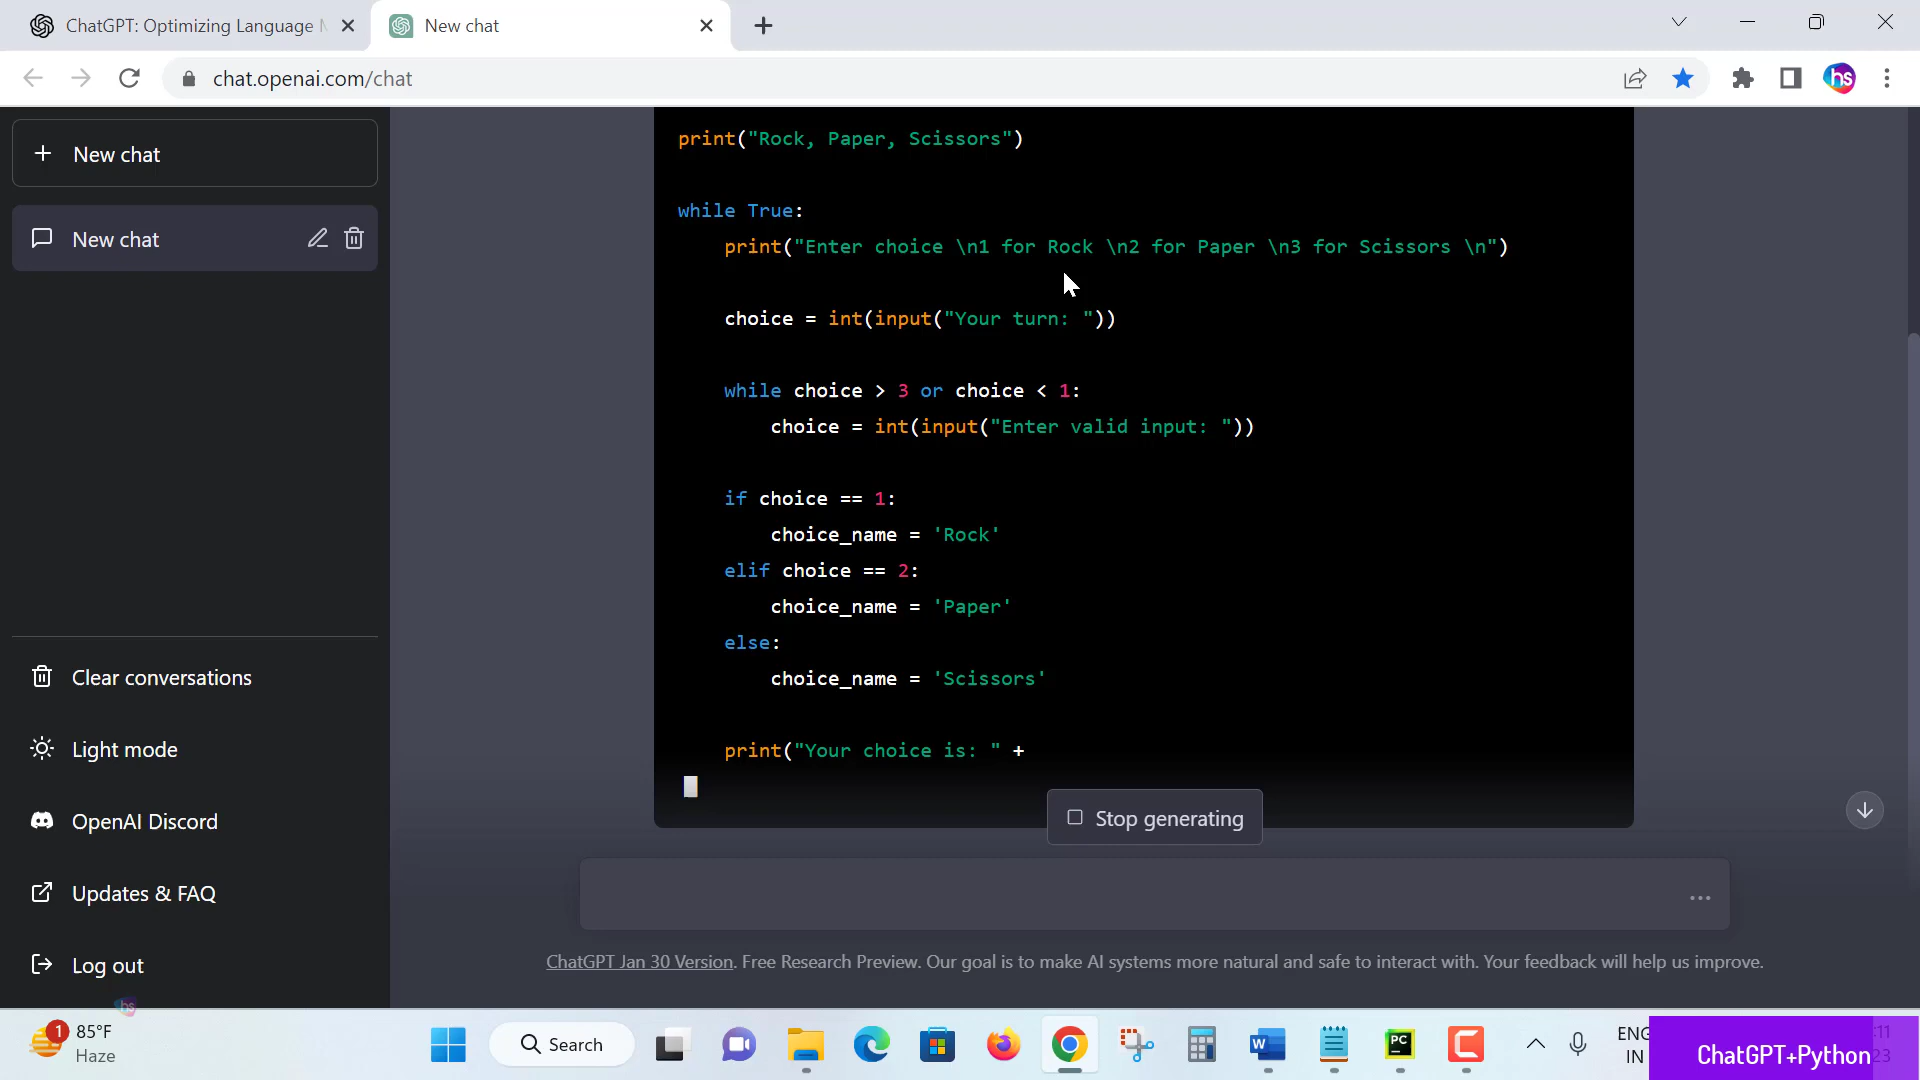 ChatGPT: Optimizing Language
New chat
chat.openai.com/chat
hs
New chat
New chat
Clear conversations
Light mode
OpenAI Discord
Updates & FAQ
Log out
print("Rock, Paper, Scissors")
while True:
print("Enter choice \n1 for Rock \n2 for Paper \n3 for Scissors \n")
choice = int(input("Your turn: "))
while choice > 3 or choice < 1:
choice = int(input("Enter valid input: "))
if choice == 1:
choice_name = 'Rock'
elif choice == 2:
choice_name = 'Paper'
else:
choice_name = 'Scissors'
print("Your choice is: " +
Stop generating
ChatGPT Jan 30 Version. Free Research Preview. Our goal is to make AI systems more natural and safe to interact with. Your feedback will help us improve.
hs
1
85°F
Haze
Search
W
PC
ENG
IN
ChatGPT+Python